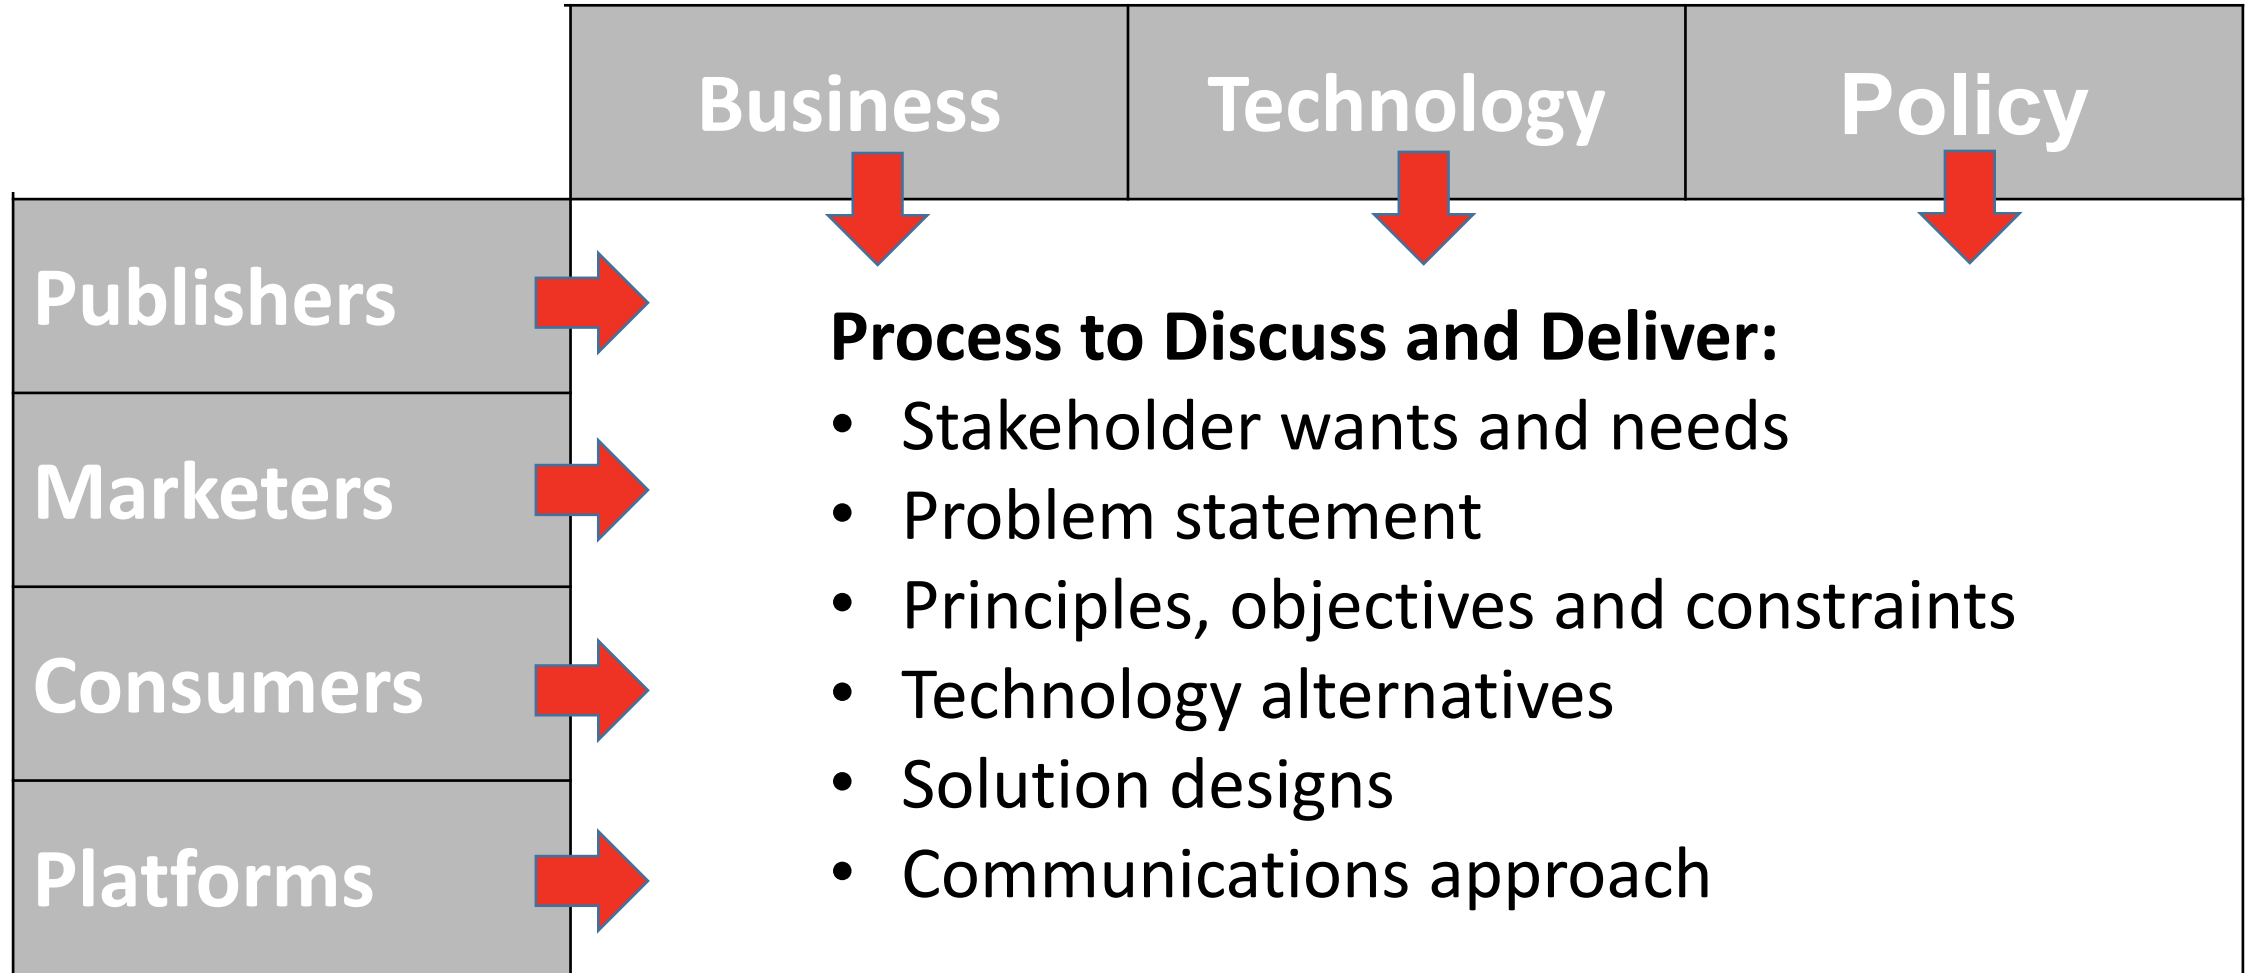 Business Technology Policy
Publishers
Marketers
Consumers
Platforms
Process to Discuss and Deliver:
• Stakeholder wants and needs
• Problem statement
• Principles, objectives and constraints
• Technology alternatives
• Solution designs
• Communications approach